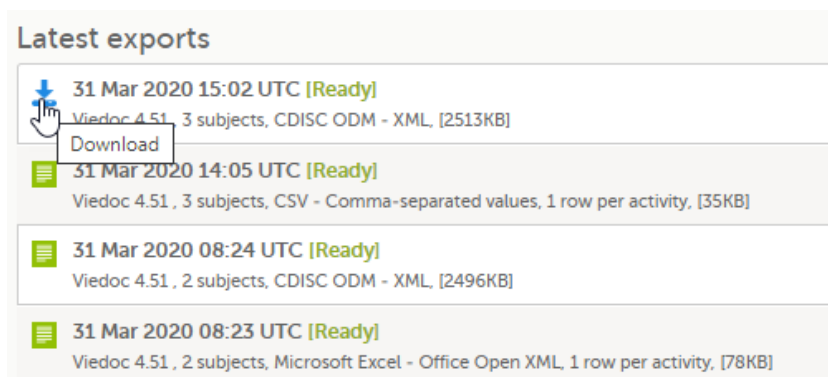 Latest exports
31 Mar 2020 15:02 UTC [Ready]
Viedoc 4.51 , 3 subjects, CDISC ODM - XML, [2513KB]
Download
31 Mar 2020 14:05 UTC [Ready]
Viedoc 4.51 , 3 subjects, CSV - Comma-separated values, 1 row per activity, [35KB]
31 Mar 2020 08:24 UTC [Ready]
Viedoc 4.51 , 2 subjects, CDISC ODM - XML, [2496KB]
31 Mar 2020 08:23 UTC [Ready]
Viedoc 4.51 , 2 subjects, Microsoft Excel - Office Open XML, 1 row per activity, [78KB]